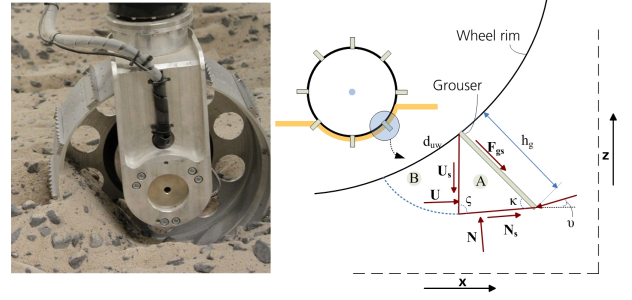 Wheel rim
Grouser
d_uw
F_gs
h_g
z
U_s
A
B
U
ς
κ
υ
N
N_s
x